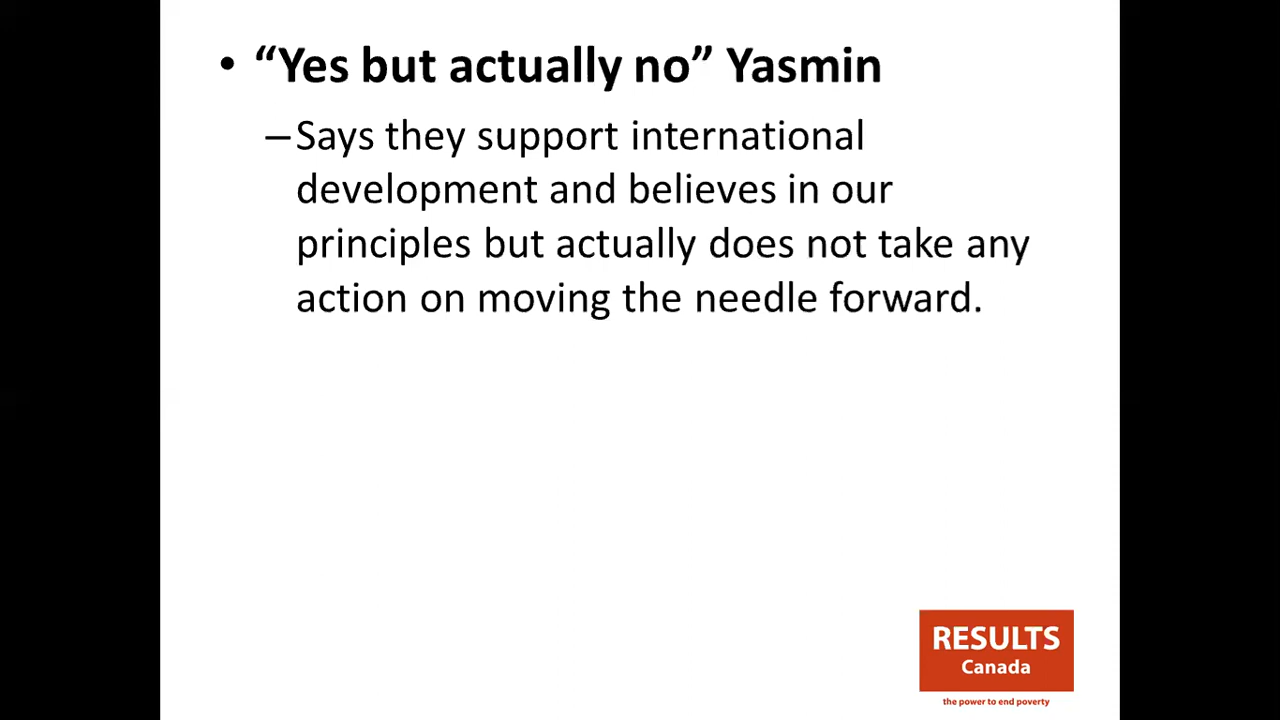 • “Yes but actually no” Yasmin
–Says they support international
development and believes in our
principles but actually does not take any
action on moving the needle forward.
RESULTS
Canada
the power to end poverty